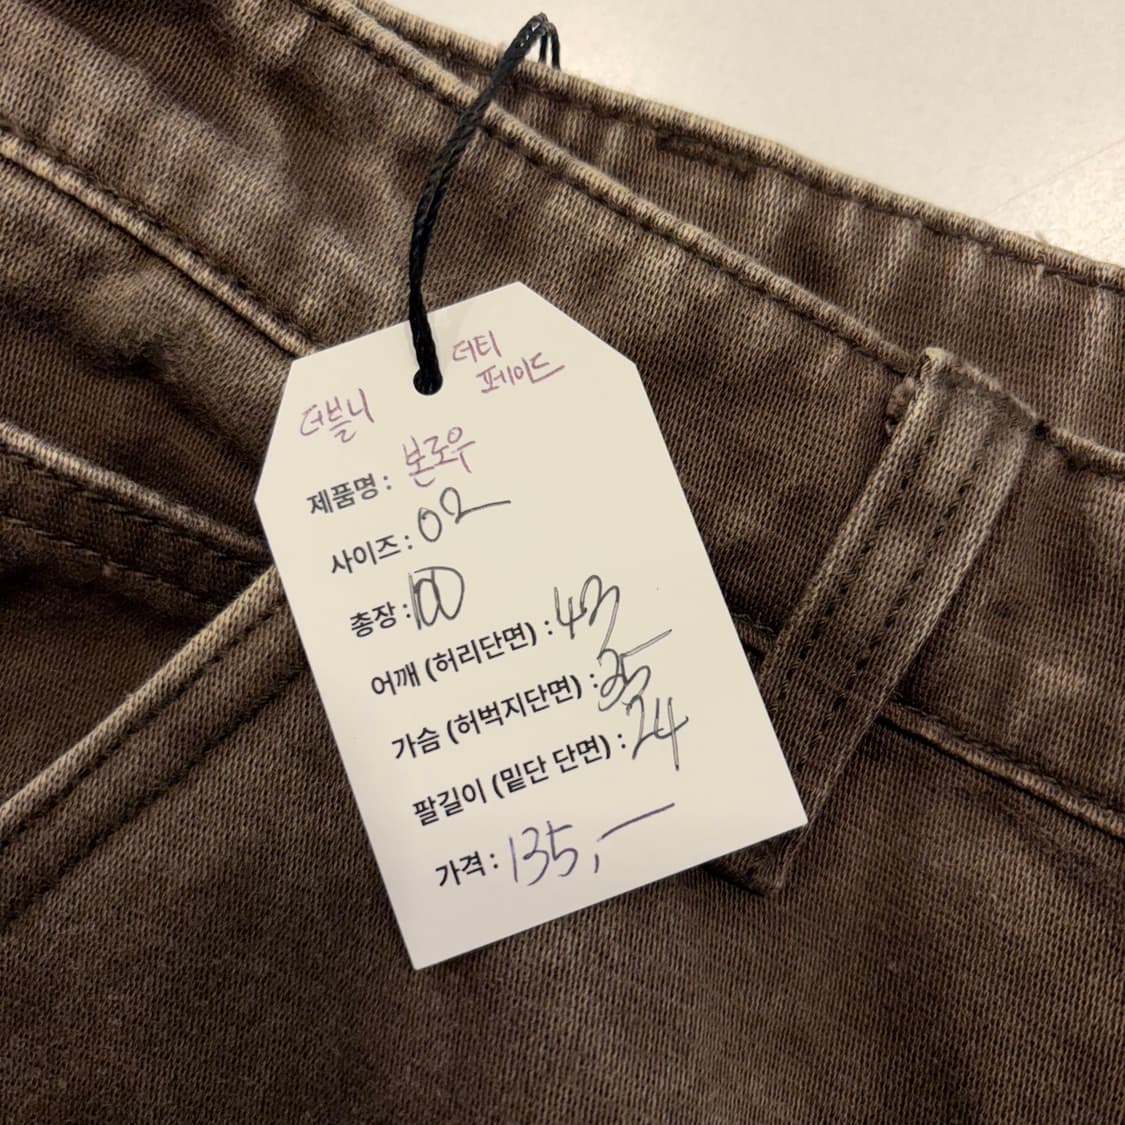 더티
페이드
더블니
제품명 : 본로우
사이즈 : 02
총장 : 100
어깨 (허리단면) : 43
가슴 (허벅지단면) : 35
팔길이 (밑단 단면) : 24
가격 : 135,—